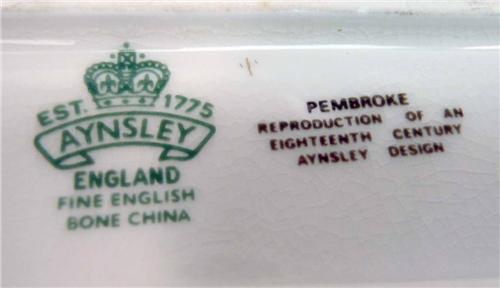 EST. 1775
AYNSLEY
ENGLAND
FINE ENGLISH
BONE CHINA
PEMBROKE
REPRODUCTION OF AN
EIGHTEENTH CENTURY
AYNSLEY DESIGN